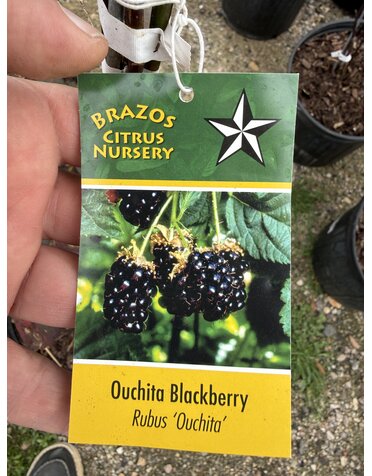 BRAZOS
CITRUS
NURSERY
Ouchita Blackberry
Rubus 'Ouchita'